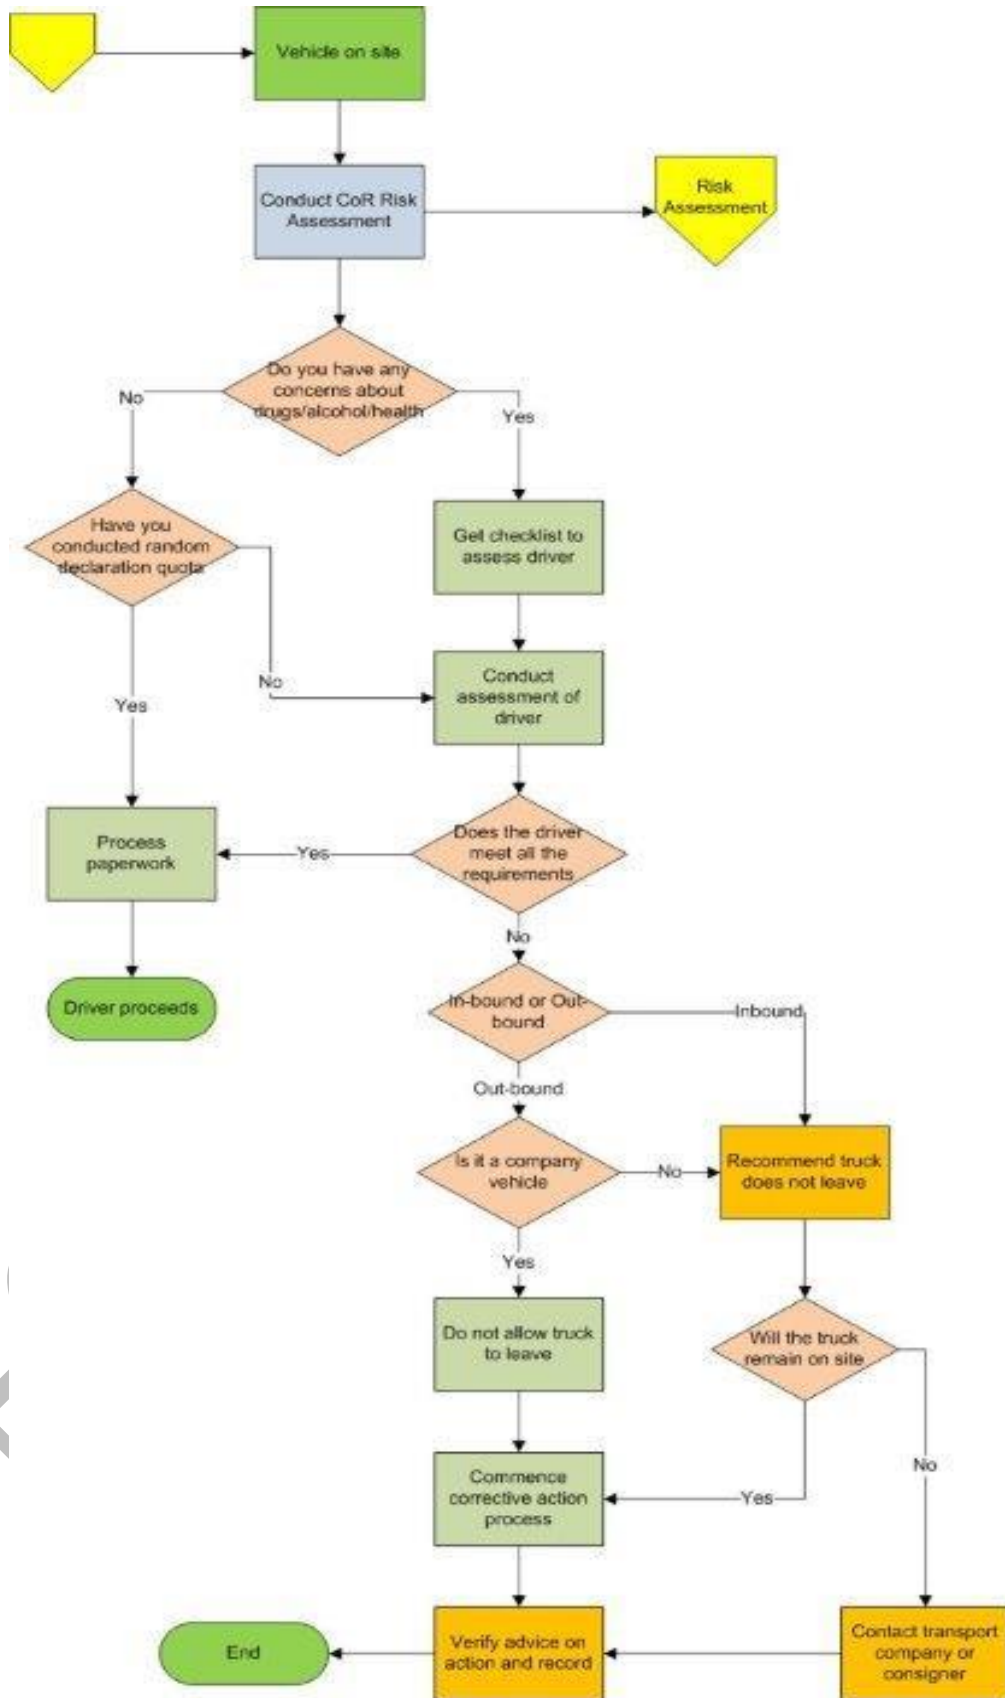 Vehicle on site
Conduct CoR Risk
Assessment
Risk
Assessment
Do you have any
concerns about
drugs/alcohol/health
No
Yes
Have you
conducted random
declaration quota
Get checklist to
assess driver
No
Conduct
assessment of
driver
Yes
Process
paperwork
Yes
Does the driver
meet all the
requirements
No
Driver proceeds
In-bound or Out-
bound
Inbound
Out-bound
Is it a company
vehicle
No
Recommend truck
does not leave
Yes
Do not allow truck
to leave
Will the truck
remain on site
No
Commence
corrective action
process
Yes
End
Verify advice on
action and record
Contact transport
company or
consigner